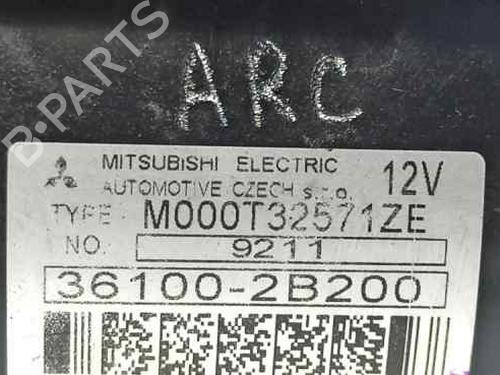 ARC
B-PARTS
MITSUBISHI ELECTRIC
AUTOMOTIVE CZECH s.r.o.
12V
TYPE M000T32571ZE
NO. 9211
36100-2B200